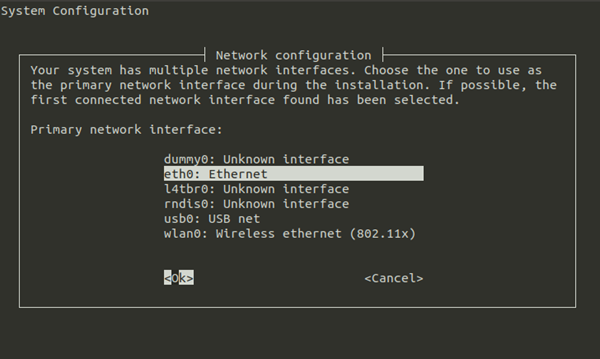 System Configuration
Network configuration
Your system has multiple network interfaces. Choose the one to use as
the primary network interface during the installation. If possible, the
first connected network interface found has been selected.
Primary network interface:
dummy0: Unknown interface
eth0: Ethernet
l4tbr0: Unknown interface
rndis0: Unknown interface
usb0: USB net
wlan0: Wireless ethernet (802.11x)
<Ok> <Cancel>